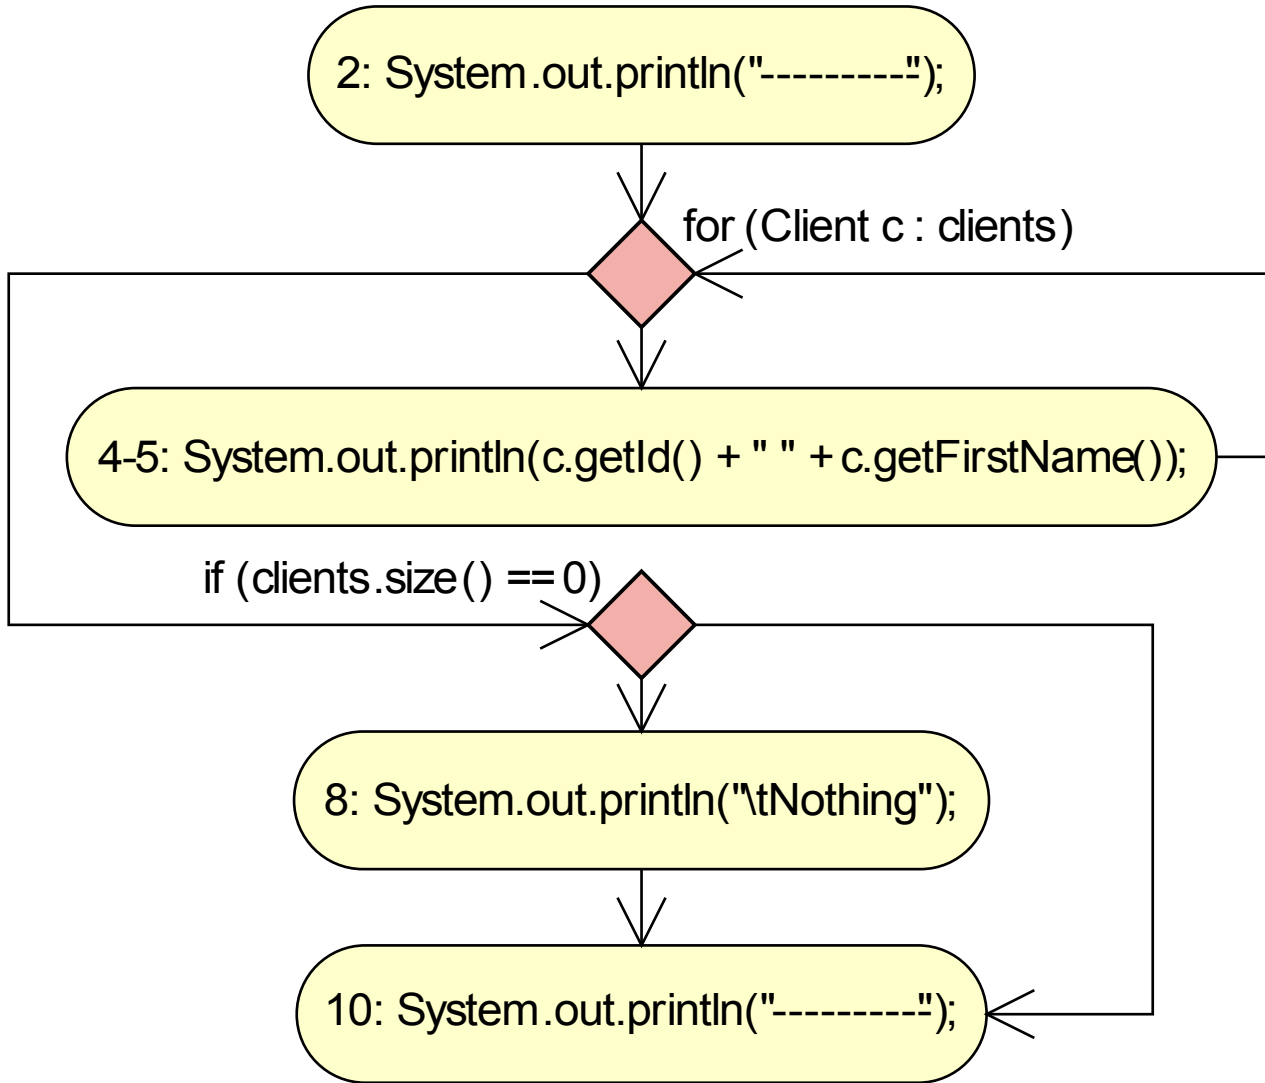 2: System.out.println("----------");
for (Client c : clients)
4-5: System.out.println(c.getId() + " " + c.getFirstName());
if (clients.size() == 0)
8: System.out.println("\tNothing");
10: System.out.println("----------");